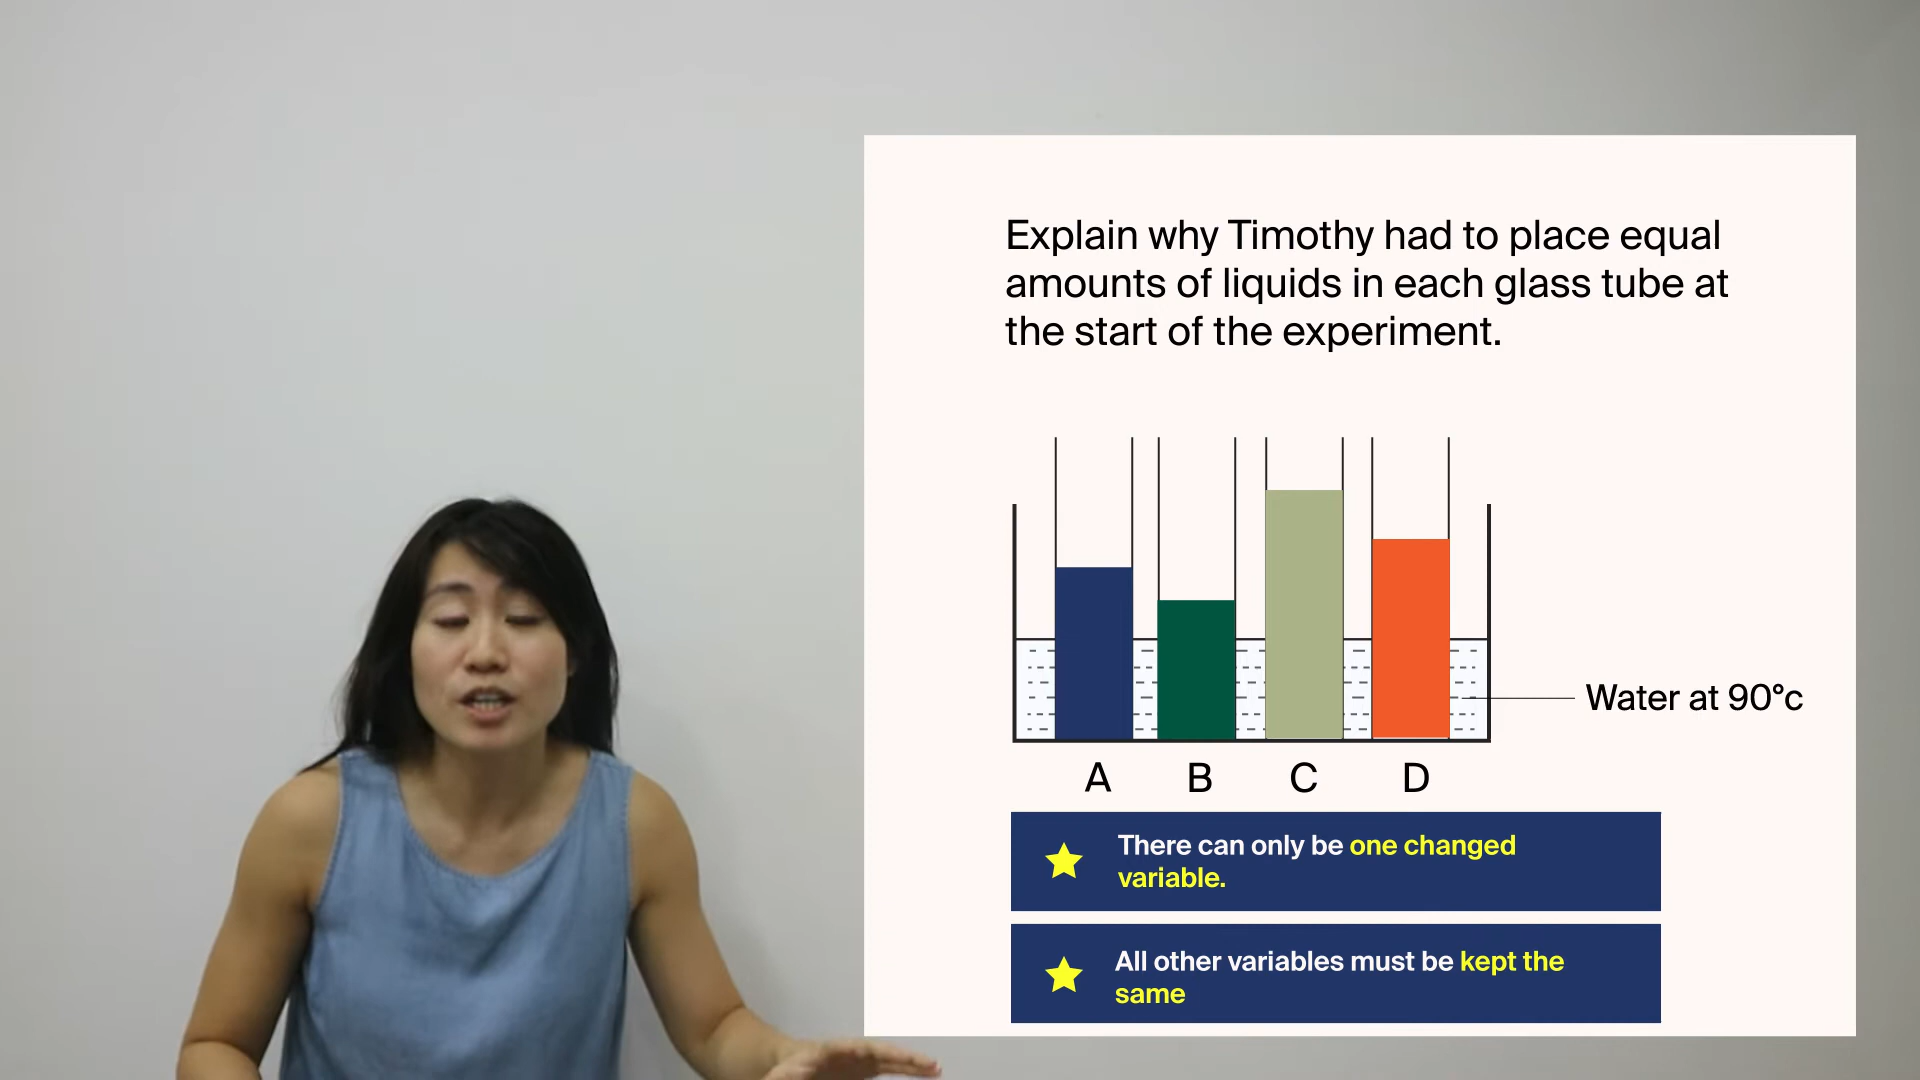 Explain why Timothy had to place equal
amounts of liquids in each glass tube at
the start of the experiment.
Water at 90°c
A B C D
There can only be one changed
variable.
All other variables must be kept the
same